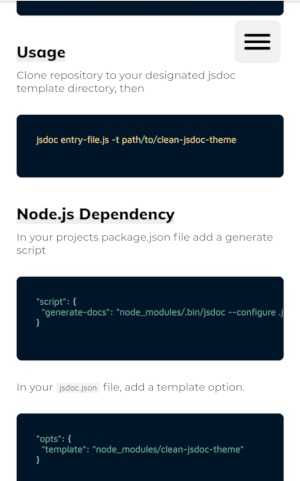 Usage
Clone repository to your designated jsdoc
template directory, then
jsdoc entry-file.js -t path/to/clean-jsdoc-theme
Node.js Dependency
In your projects package.json file add a generate
script
"script": {
"generate-docs": "node_modules/.bin/jsdoc --configure .j
}
In your jsdoc.json file, add a template option.
"opts": {
"template": "node_modules/clean-jsdoc-theme"
}